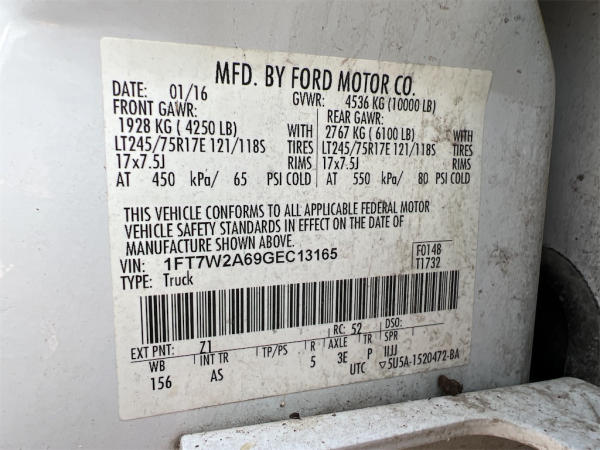 MFD. BY FORD MOTOR CO.
DATE: 01/16 GVWR: 4536 KG (10000 LB)
FRONT GAWR: REAR GAWR:
1928 KG ( 4250 LB) WITH 2767 KG ( 6100 LB) WITH
LT245/75R17E 121/118S TIRES LT245/75R17E 121/118S TIRES
17x7.5J RIMS 17x7.5J RIMS
AT 450 kPa/ 65 PSI COLD AT 550 kPa/ 80 PSI COLD
THIS VEHICLE CONFORMS TO ALL APPLICABLE FEDERAL MOTOR
VEHICLE SAFETY STANDARDS IN EFFECT ON THE DATE OF
MANUFACTURE SHOWN ABOVE.
VIN: 1FT7W2A69GEC13165 F0148
TYPE: Truck T1732
EXT PNT: Z1 RC: 52 DSO:
WB INT TR TP/PS R AXLE TR SPR
156 AS 5 3E P IIJJ
UTC ▽5U5A-1520472-BA